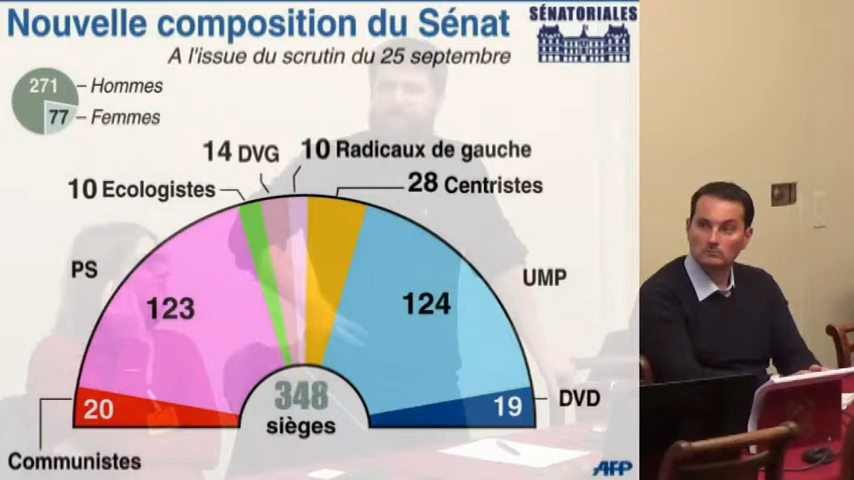 Nouvelle composition du Sénat
SÉNATORIALES
A l'issue du scrutin du 25 septembre
271 Hommes
77 Femmes
14 DVG
10 Radicaux de gauche
10 Ecologistes
28 Centristes
PS
UMP
123
124
20
348
19
DVD
sièges
Communistes
AFP